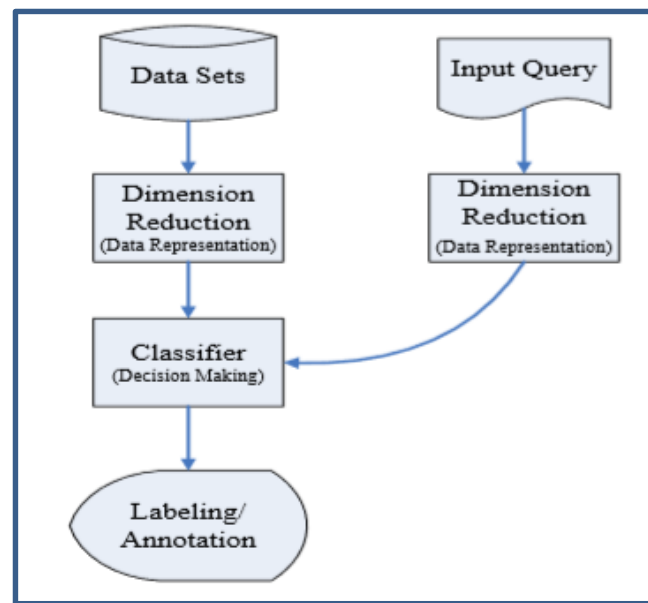 Data Sets
Input Query
Dimension
Reduction
(Data Representation)
Dimension
Reduction
(Data Representation)
Classifier
(Decision Making)
Labeling/
Annotation